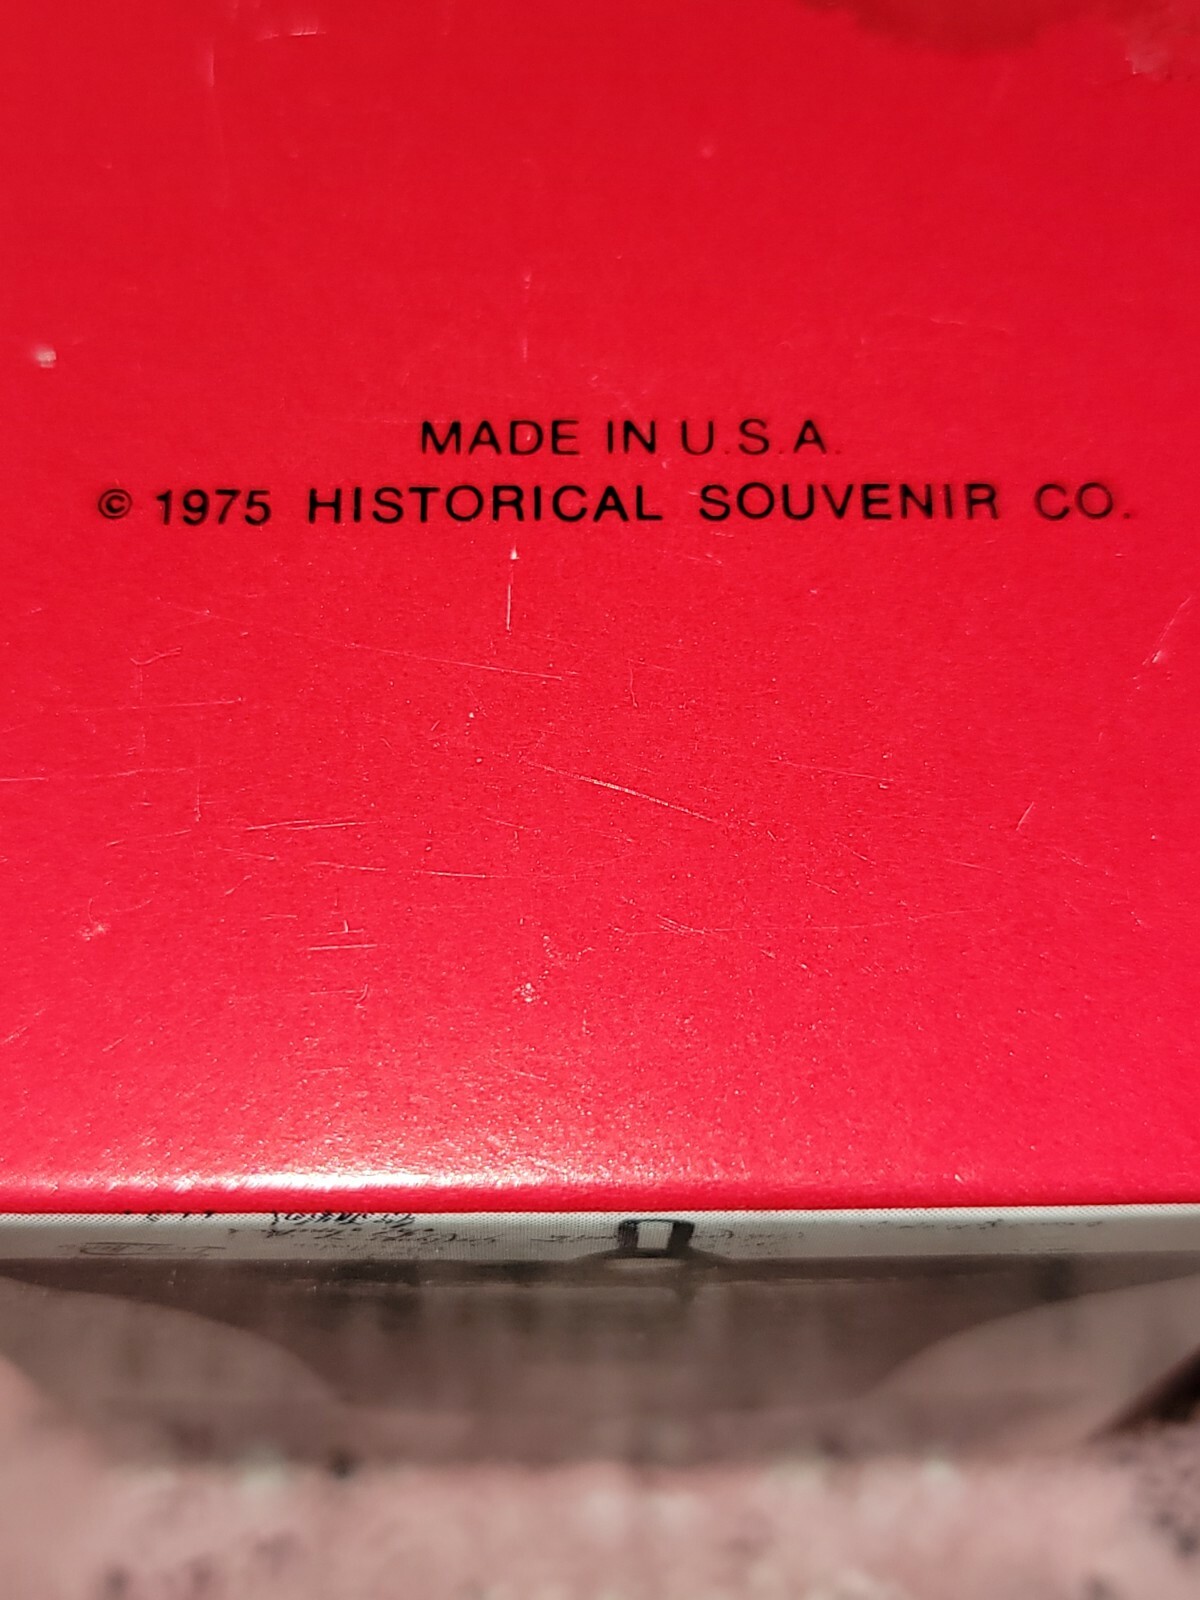 MADE IN U.S.A.
© 1975 HISTORICAL SOUVENIR CO.